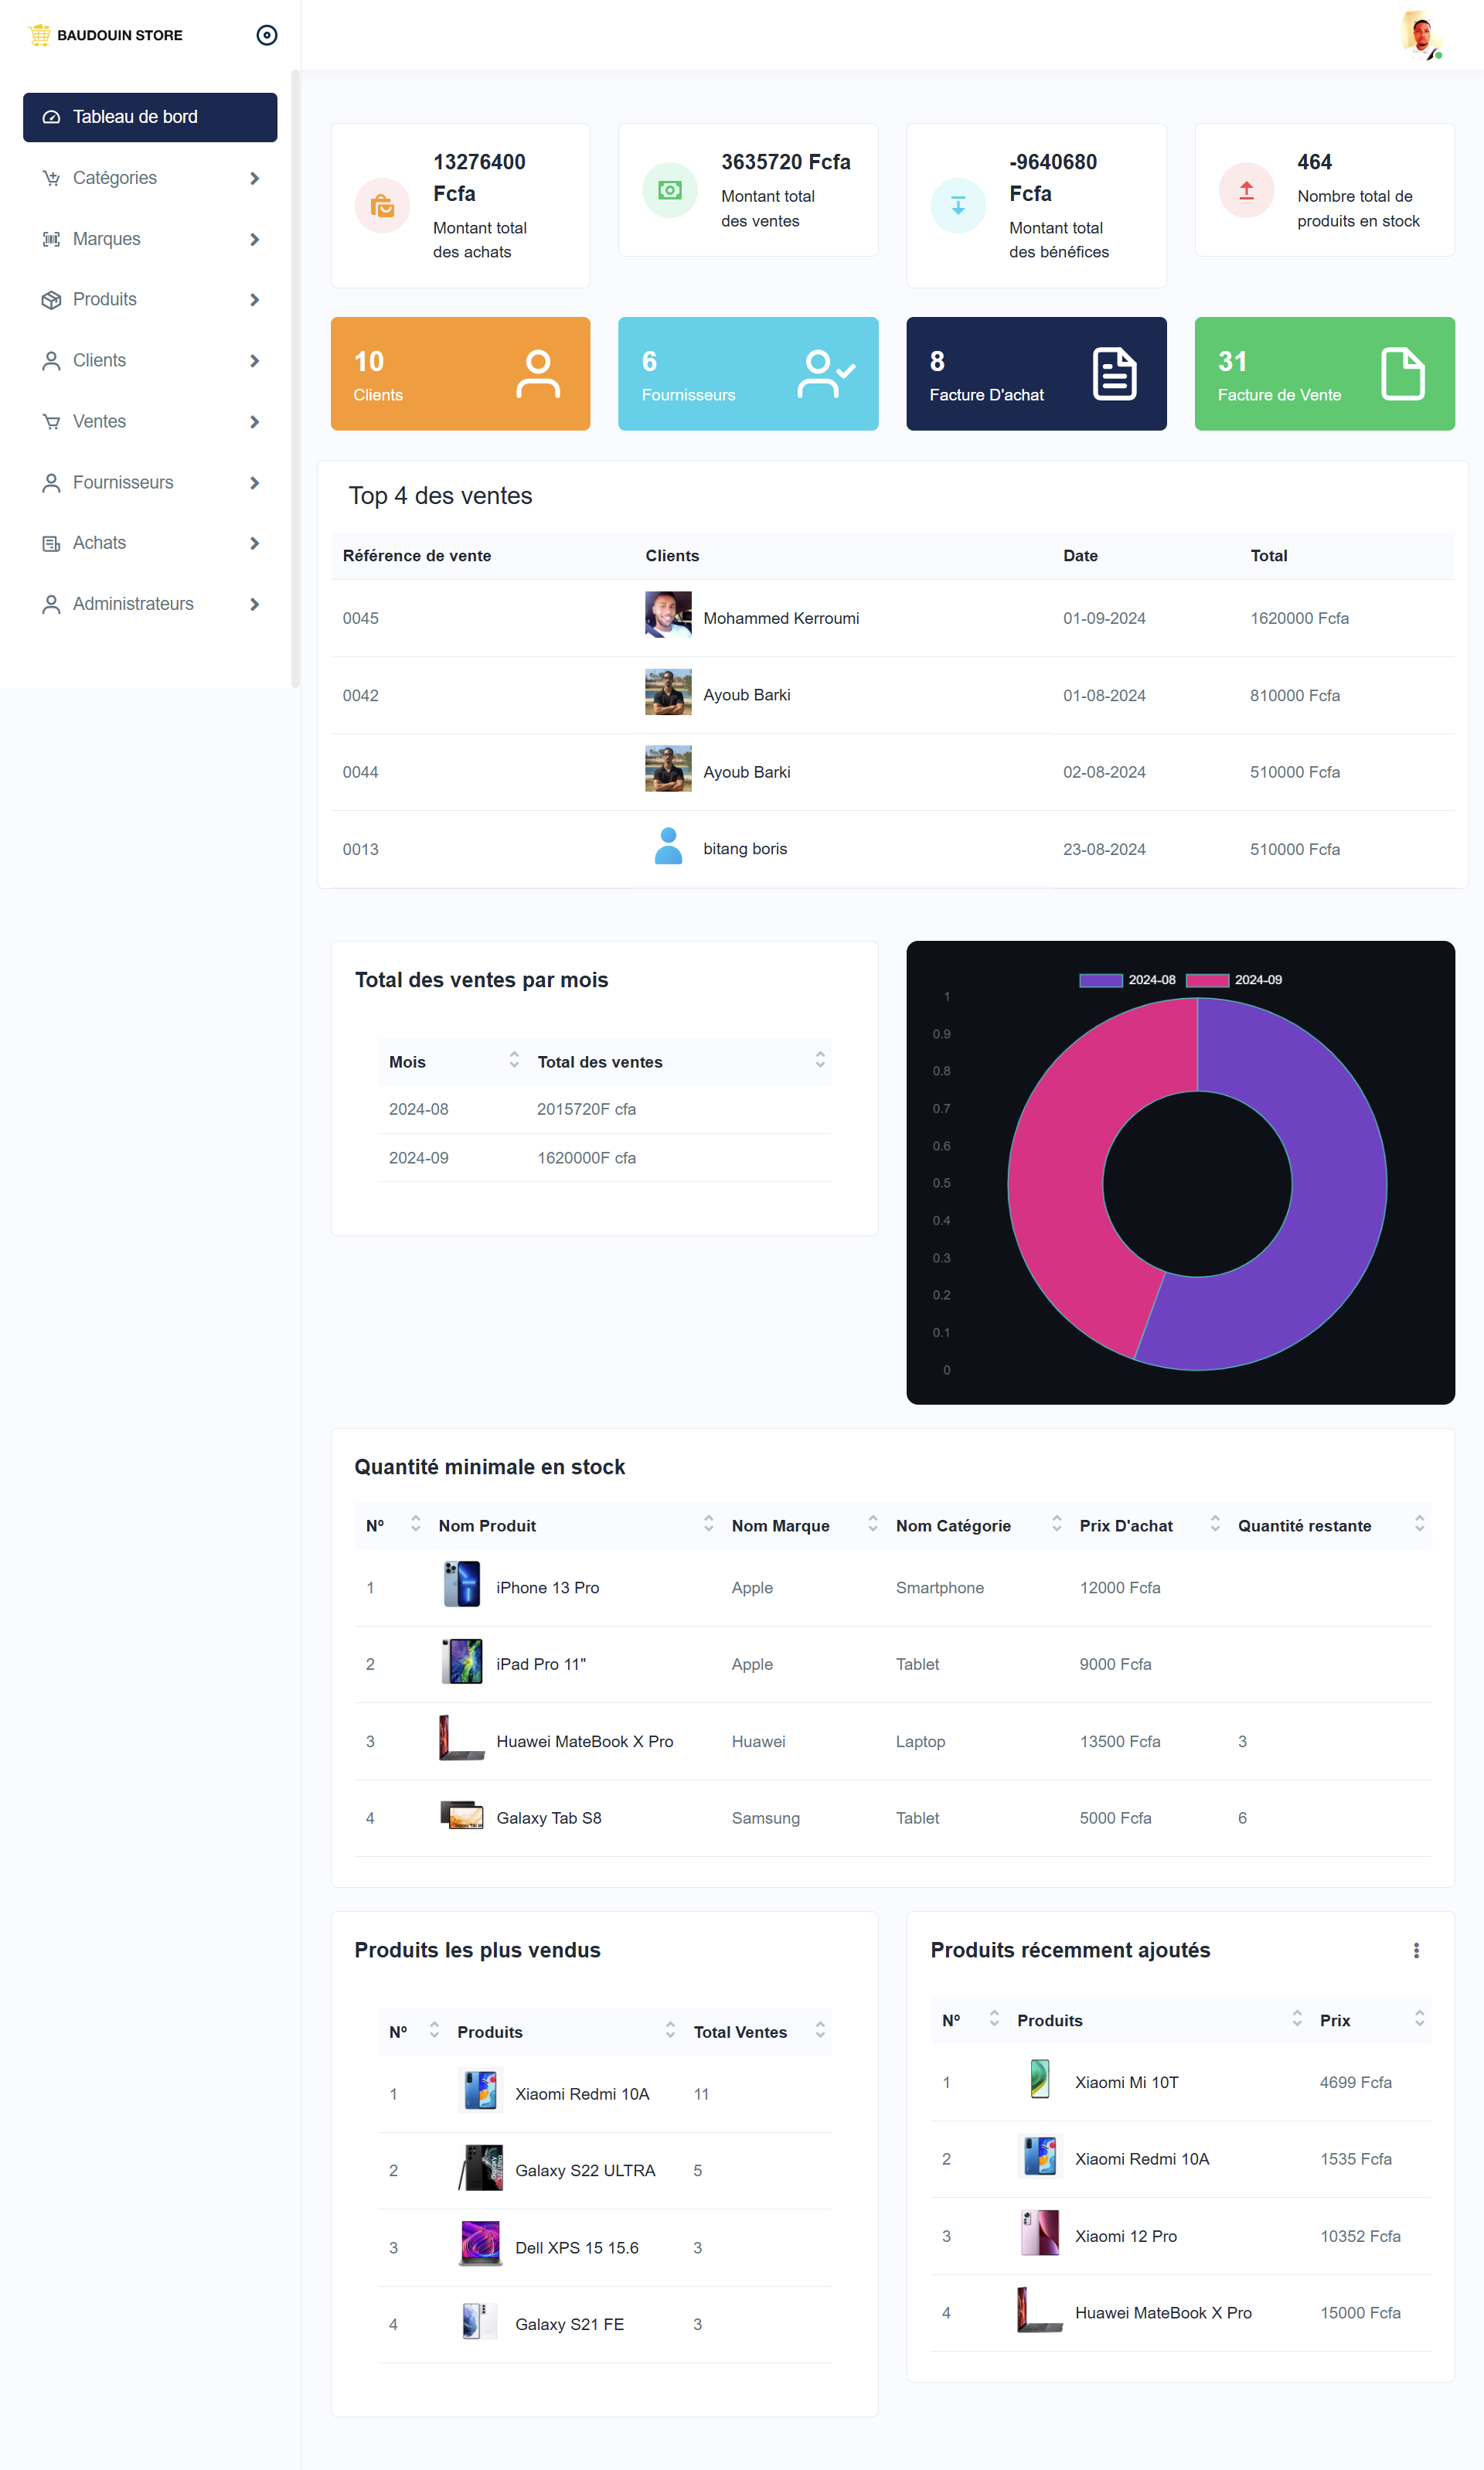 BAUDOUIN STORE
Tableau de bord
Catégories
Marques
Produits
Clients
Ventes
Fournisseurs
Achats
Administrateurs
13276400
Fcfa
Montant total
des achats
3635720 Fcfa
Montant total
des ventes
-9640680
Fcfa
Montant total
des bénéfices
464
Nombre total de
produits en stock
10
Clients
6
Fournisseurs
8
Facture D'achat
31
Facture de Vente
Top 4 des ventes
Référence de vente Clients Date Total
0045 Mohammed Kerroumi 01-09-2024 1620000 Fcfa
0042 Ayoub Barki 01-08-2024 810000 Fcfa
0044 Ayoub Barki 02-08-2024 510000 Fcfa
0013 bitang boris 23-08-2024 510000 Fcfa
Total des ventes par mois
Mois Total des ventes
2024-08 2015720F cfa
2024-09 1620000F cfa
2024-08 2024-09
1
0.9
0.8
0.7
0.6
0.5
0.4
0.3
0.2
0.1
0
Quantité minimale en stock
Nº Nom Produit Nom Marque Nom Catégorie Prix D'achat Quantité restante
1 iPhone 13 Pro Apple Smartphone 12000 Fcfa
2 iPad Pro 11" Apple Tablet 9000 Fcfa
3 Huawei MateBook X Pro Huawei Laptop 13500 Fcfa 3
4 Galaxy Tab S8 Samsung Tablet 5000 Fcfa 6
Produits les plus vendus
Nº Produits Total Ventes
1 Xiaomi Redmi 10A 11
2 Galaxy S22 ULTRA 5
3 Dell XPS 15 15.6 3
4 Galaxy S21 FE 3
Produits récemment ajoutés
Nº Produits Prix
1 Xiaomi Mi 10T 4699 Fcfa
2 Xiaomi Redmi 10A 1535 Fcfa
3 Xiaomi 12 Pro 10352 Fcfa
4 Huawei MateBook X Pro 15000 Fcfa